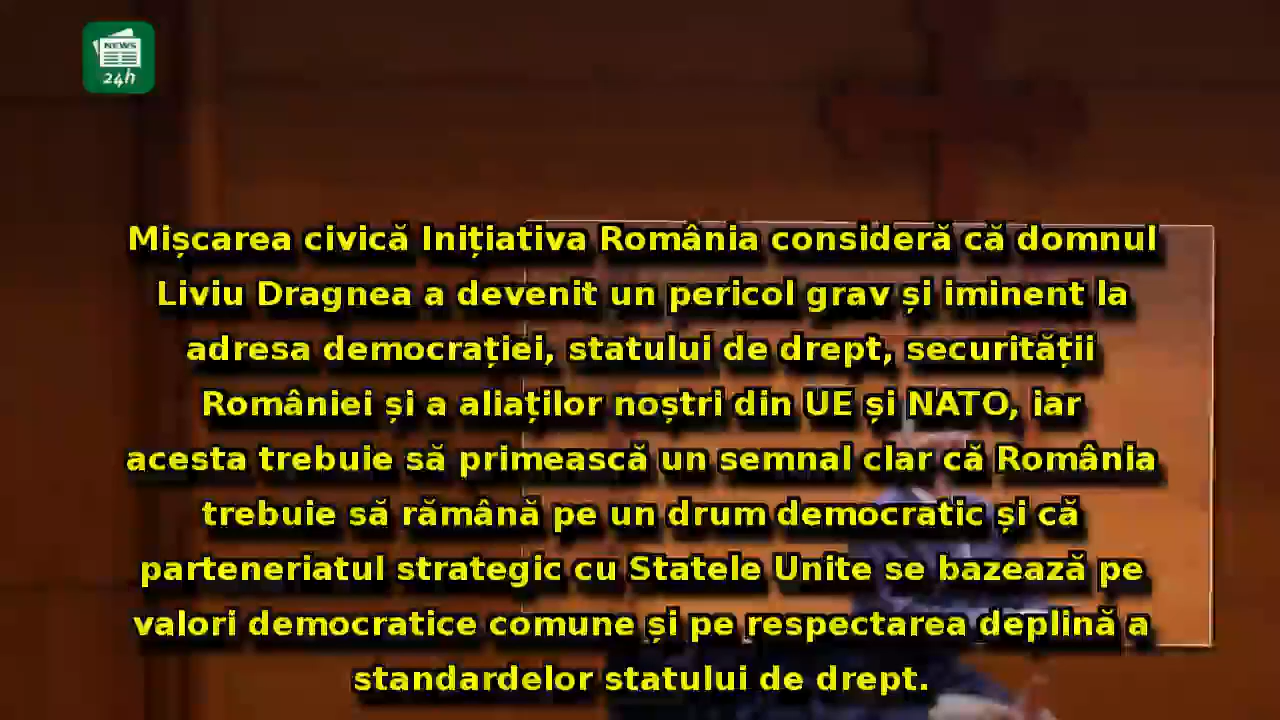 NEWS
24h
Mișcarea civică Inițiativa România consideră că domnul
Liviu Dragnea a devenit un pericol grav și iminent la
adresa democrației, statului de drept, securității
României și a aliaților noștri din UE și NATO, iar
acesta trebuie să primească un semnal clar că România
trebuie să rămână pe un drum democratic și că
parteneriatul strategic cu Statele Unite se bazează pe
valori democratice comune și pe respectarea deplină a
standardelor statului de drept.